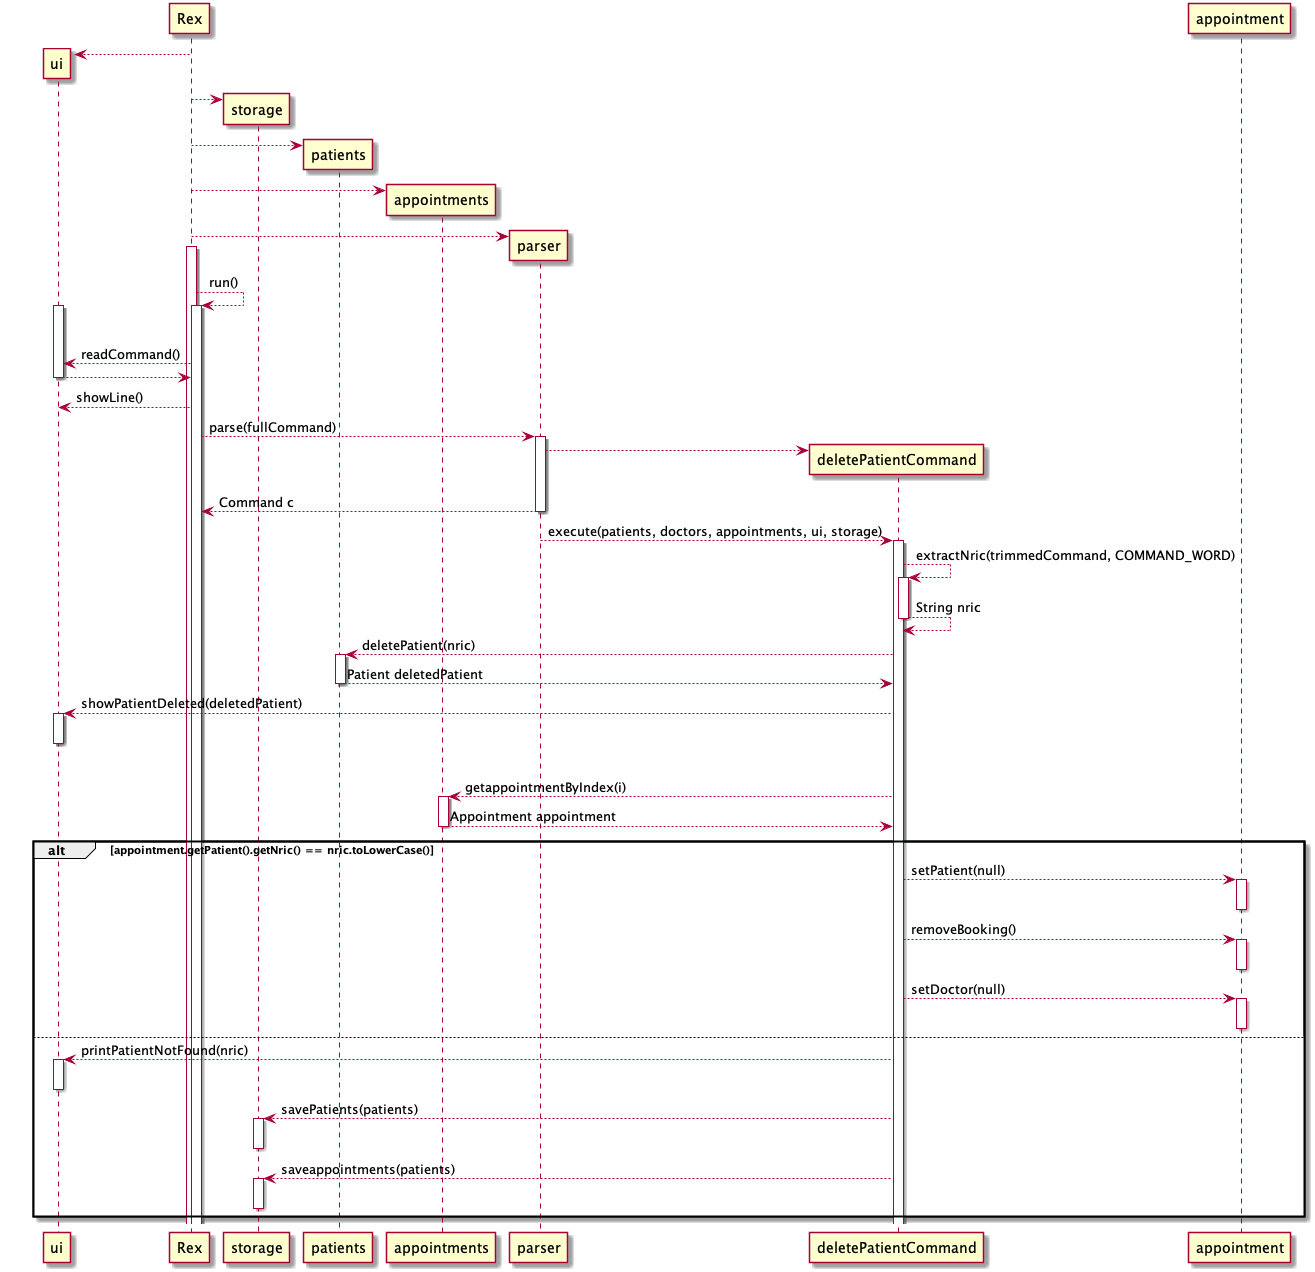 Rex
appointment
ui
storage
patients
appointments
parser
run()
readCommand()
showLine()
parse(fullCommand)
deletePatientCommand
Command c
execute(patients, doctors, appointments, ui, storage)
extractNric(trimmedCommand, COMMAND_WORD)
String nric
deletePatient(nric)
Patient deletedPatient
showPatientDeleted(deletedPatient)
getappointmentByIndex(i)
Appointment appointment
alt [appointment.getPatient().getNric() == nric.toLowerCase()]
setPatient(null)
removeBooking()
setDoctor(null)
printPatientNotFound(nric)
savePatients(patients)
saveappointments(patients)
ui Rex storage patients appointments parser deletePatientCommand appointment